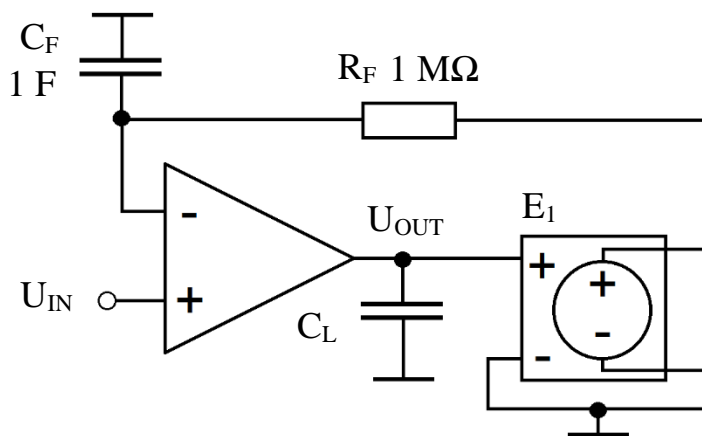 C_F
1 F
R_F 1 MΩ
-
U_OUT
E_1
U_IN
+
C_L
+
-
+
-